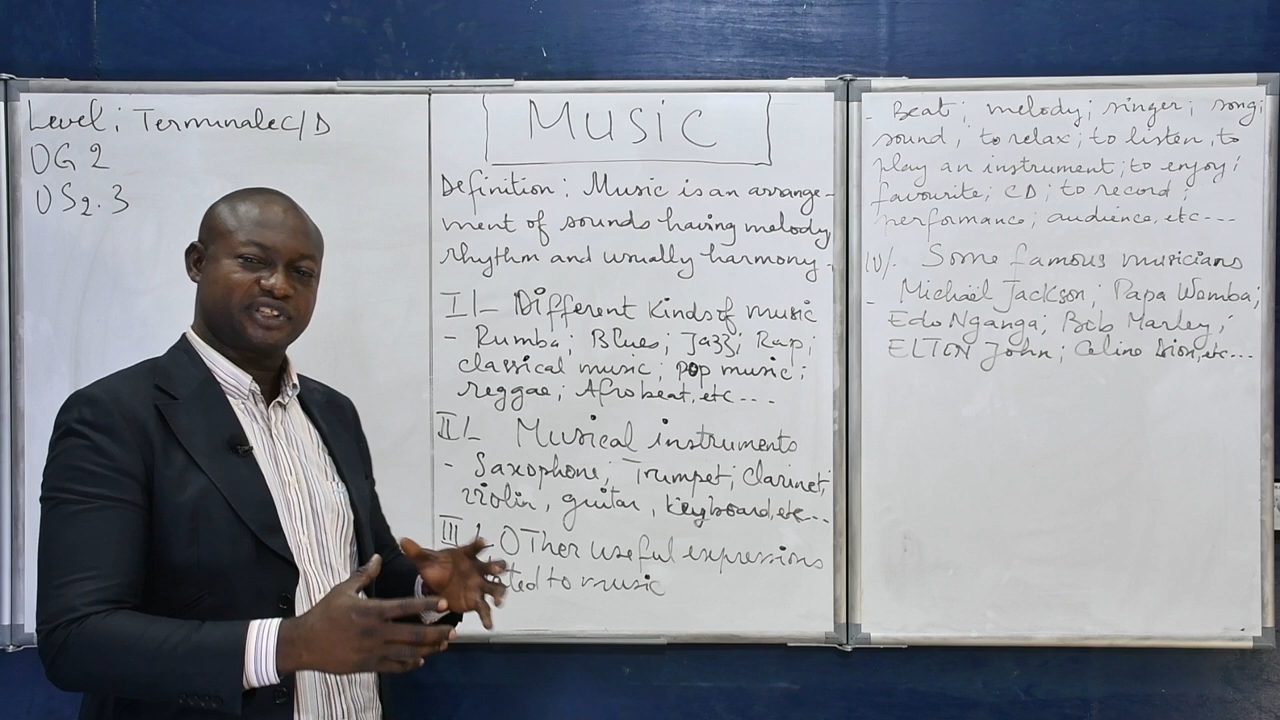 Level: Terminale C/D
OG 2
OS2.3
Music
Definition: Music is an arrange-
ment of sounds having melody,
rhythm and usually harmony.
I/- Different Kinds of music
- Rumba; Blues; Jazz; Rap;
classical music; pop music;
reggae; Afrobeat, etc...
II/- Musical instruments
- Saxophone; Trumpet; Clarinet;
violin, guitar, keyboard, etc...
III/- OTher useful expressions
to music
- Beat; melody; singer; song;
sound; to relax; to listen, to
play an instrument; to enjoy;
favourite; CD; to record;
performance; audience, etc...
IV/- Some famous musicians
- Michaël Jackson; Papa Wemba;
Edo Nganga; Bob Marley;
ELTON John; Celine Dion, etc...